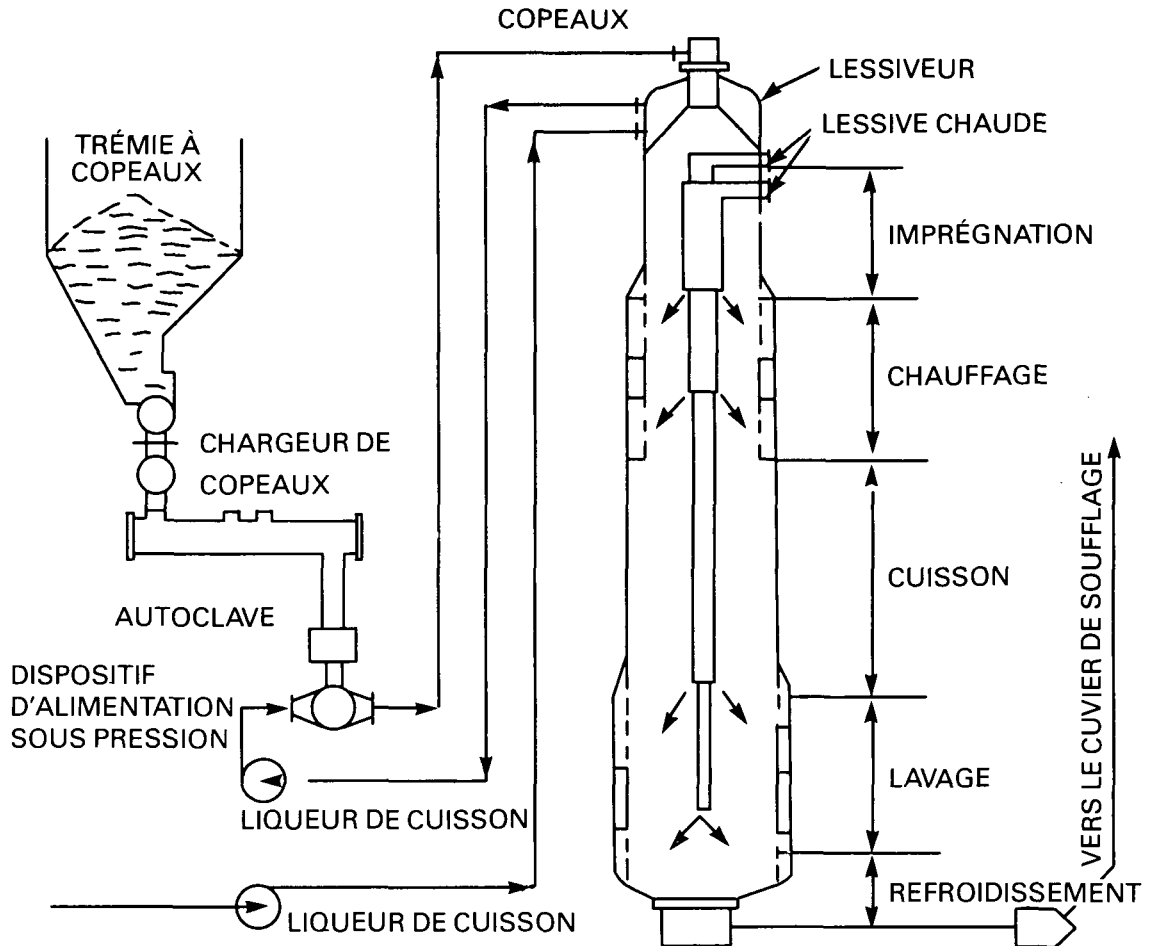 COPEAUX
LESSIVEUR
LESSIVE CHAUDE
TRÉMIE À
COPEAUX
IMPRÉGNATION
CHAUFFAGE
CHARGEUR DE
COPEAUX
CUISSON
AUTOCLAVE
DISPOSITIF
D'ALIMENTATION
SOUS PRESSION
LIQUEUR DE CUISSON
LAVAGE
REFROIDISSEMENT
LIQUEUR DE CUISSON
VERS LE CUVIER DE SOUFFLAGE